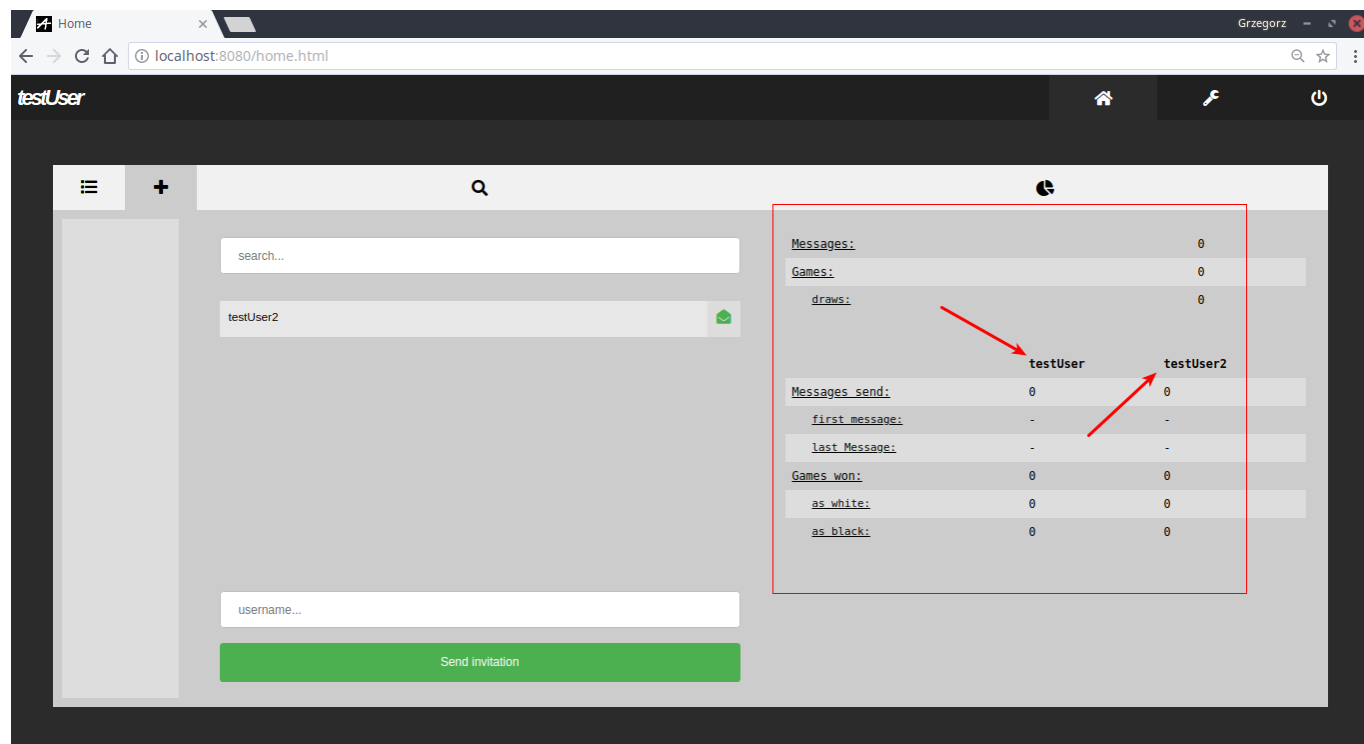 Home
Grzegorz
localhost:8080/home.html
testUser
search...
testUser2
username...
Send invitation
Messages: 0
Games: 0
draws: 0
testUser testUser2
Messages send: 0 0
first message: - -
last Message: - -
Games won: 0 0
as white: 0 0
as black: 0 0